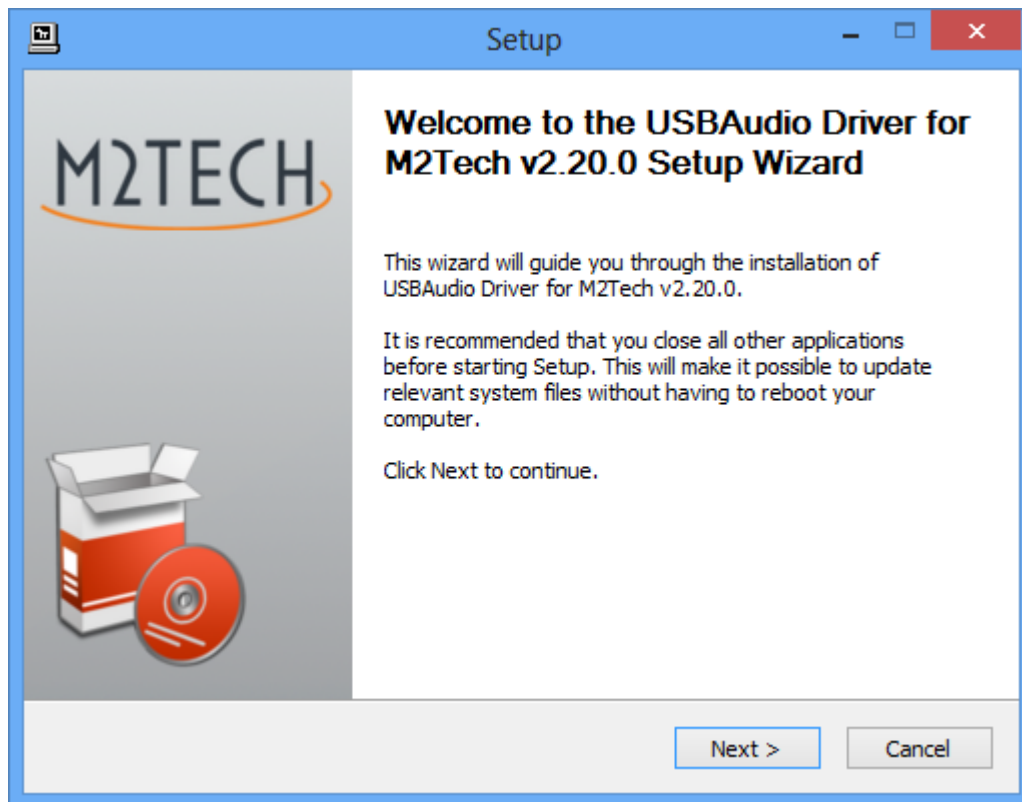 Setup
M2TECH
Welcome to the USBAudio Driver for
M2Tech v2.20.0 Setup Wizard
This wizard will guide you through the installation of
USBAudio Driver for M2Tech v2.20.0.
It is recommended that you close all other applications
before starting Setup. This will make it possible to update
relevant system files without having to reboot your
computer.
Click Next to continue.
Next >
Cancel